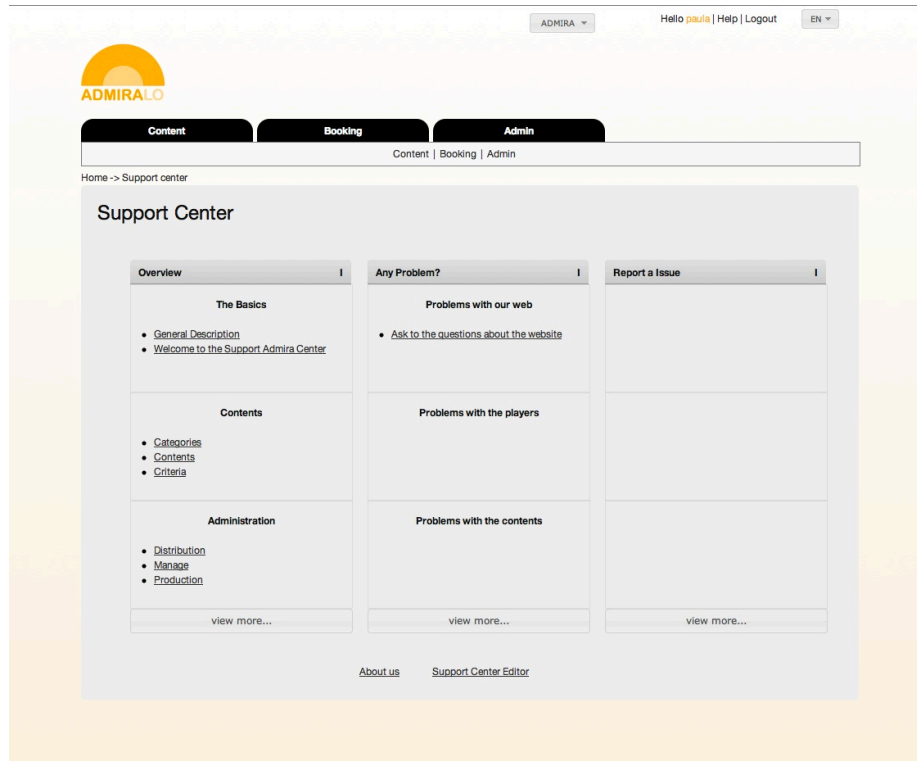 ADMIRA
Hello paula | Help | Logout
EN
ADMIRALO
Content
Booking
Admin
Content | Booking | Admin
Home -> Support center
Support Center
Overview I
The Basics
General Description
Welcome to the Support Admira Center
Contents
Categories
Contents
Criteria
Administration
Distribution
Manage
Production
view more...
Any Problem? I
Problems with our web
Ask to the questions about the website
Problems with the players
Problems with the contents
view more...
Report a Issue I
view more...
About us
Support Center Editor